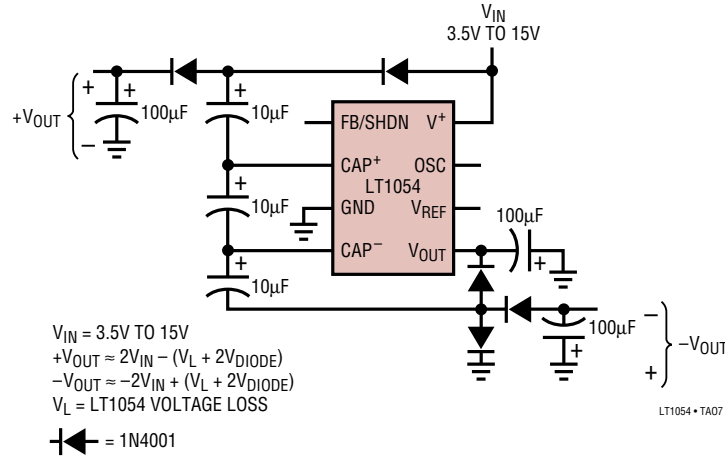 V_IN
3.5V TO 15V
+V_OUT
+
−
+
100µF
+
10µF
FB/SHDN
V⁺
CAP⁺
OSC
LT1054
+
10µF
GND
V_REF
100µF
+
CAP⁻
V_OUT
+
10µF
100µF
+
−
+
−V_OUT
V_IN = 3.5V TO 15V
+V_OUT ≈ 2V_IN − (V_L + 2V_DIODE)
−V_OUT ≈ −2V_IN + (V_L + 2V_DIODE)
V_L = LT1054 VOLTAGE LOSS
= 1N4001
LT1054 • TA07